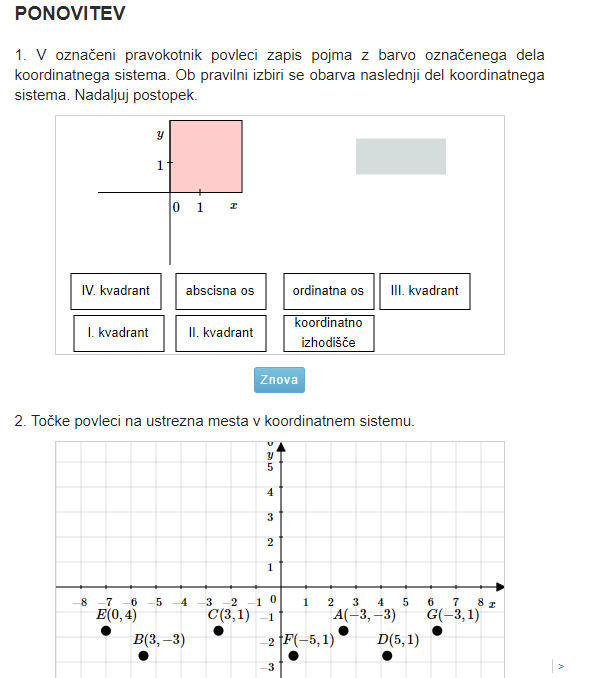 PONOVITEV
1. V označeni pravokotnik povleci zapis pojma z barvo označenega dela
koordinatnega sistema. Ob pravilni izbiri se obarva naslednji del koordinatnega
sistema. Nadaljuj postopek.
y
1
0 1 x
IV. kvadrant abscisna os ordinatna os III. kvadrant
I. kvadrant II. kvadrant koordinatno
izhodišče
Znova
2. Točke povleci na ustrezna mesta v koordinatnem sistemu.
y
5
4
3
2
1
−8 −7 −6 −5 −4 −3 −2 −1 0 1 2 3 4 5 6 7 8 x
E(0,4) C(3,1) −1 A(−3,−3) G(−3,1)
B(3,−3) −2 F(−5,1) D(5,1)
−3
>